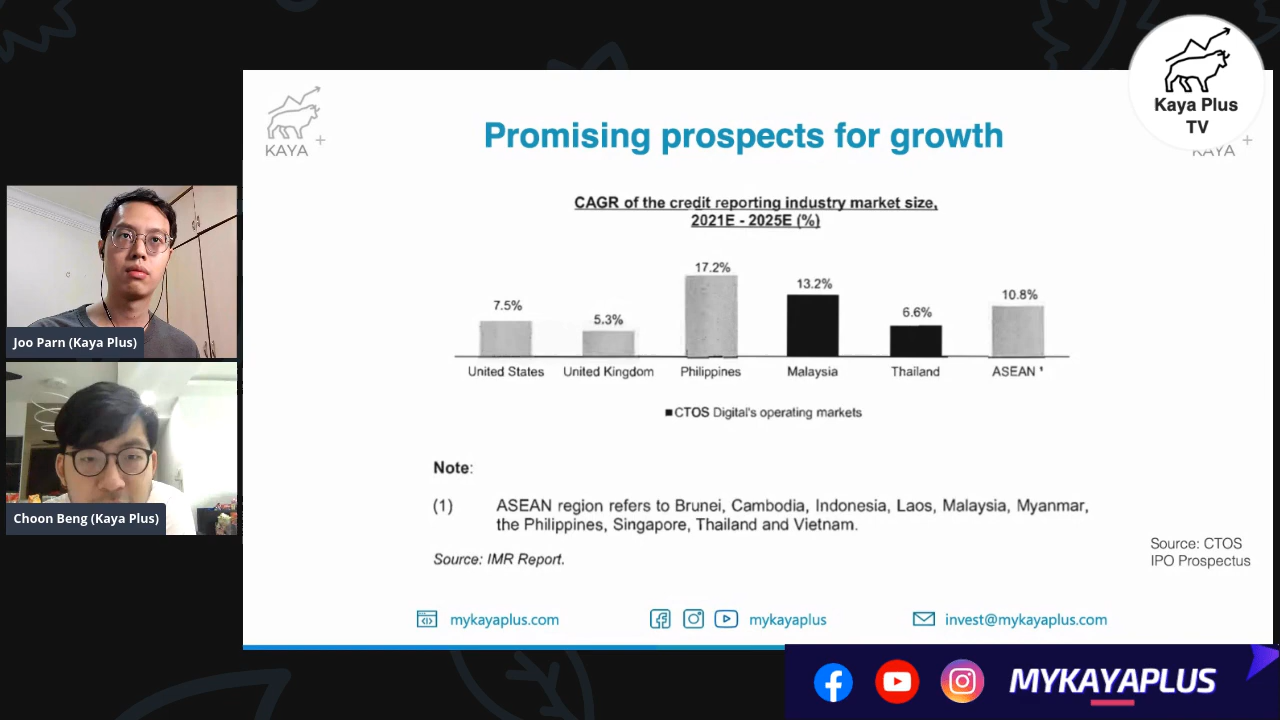 Kaya Plus
TV
KAYA
+
KAYA
+
Promising prospects for growth
CAGR of the credit reporting industry market size,
2021E - 2025E (%)
7.5%
5.3%
17.2%
13.2%
6.6%
10.8%
United States
United Kingdom
Philippines
Malaysia
Thailand
ASEAN ¹
CTOS Digital's operating markets
Joo Parn (Kaya Plus)
Choon Beng (Kaya Plus)
Note:
(1) ASEAN region refers to Brunei, Cambodia, Indonesia, Laos, Malaysia, Myanmar,
the Philippines, Singapore, Thailand and Vietnam.
Source: IMR Report.
Source: CTOS
IPO Prospectus
mykayaplus.com
mykayaplus
invest@mykayaplus.com
MYKAYAPLUS